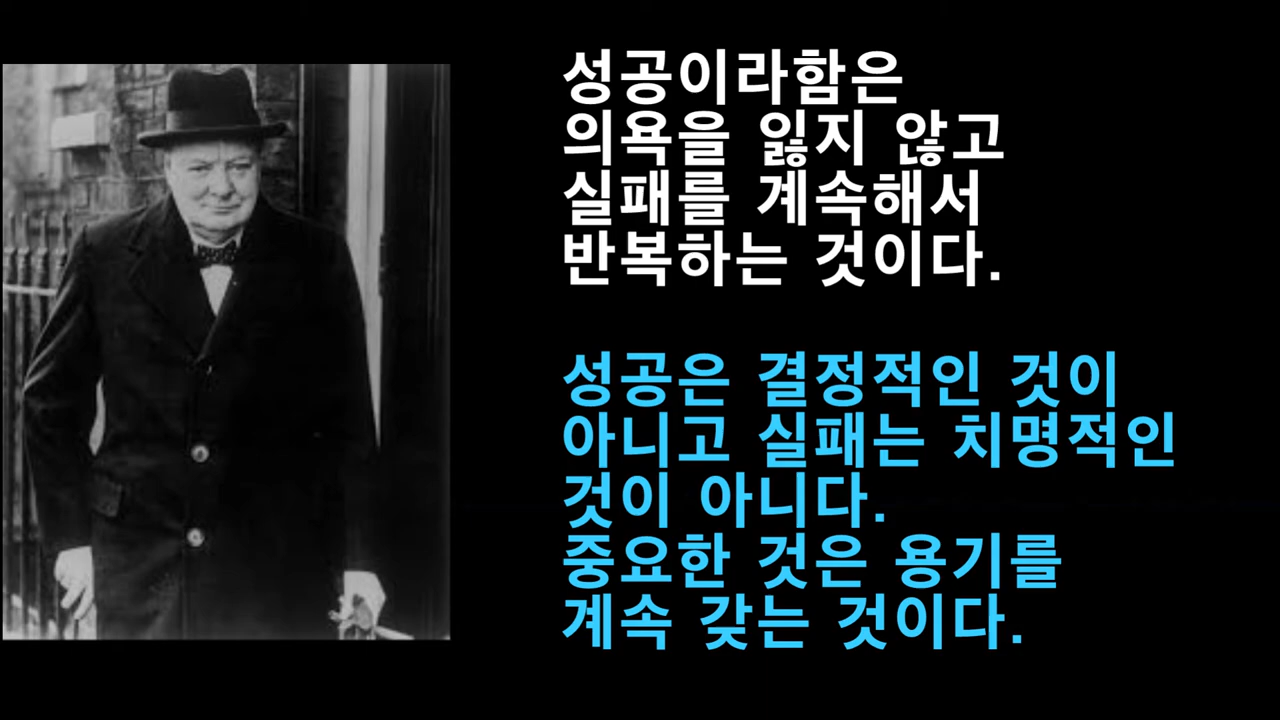 성공이라함은
의욕을 잃지 않고
실패를 계속해서
반복하는 것이다.
성공은 결정적인 것이
아니고 실패는 치명적인
것이 아니다.
중요한 것은 용기를
계속 갖는 것이다.